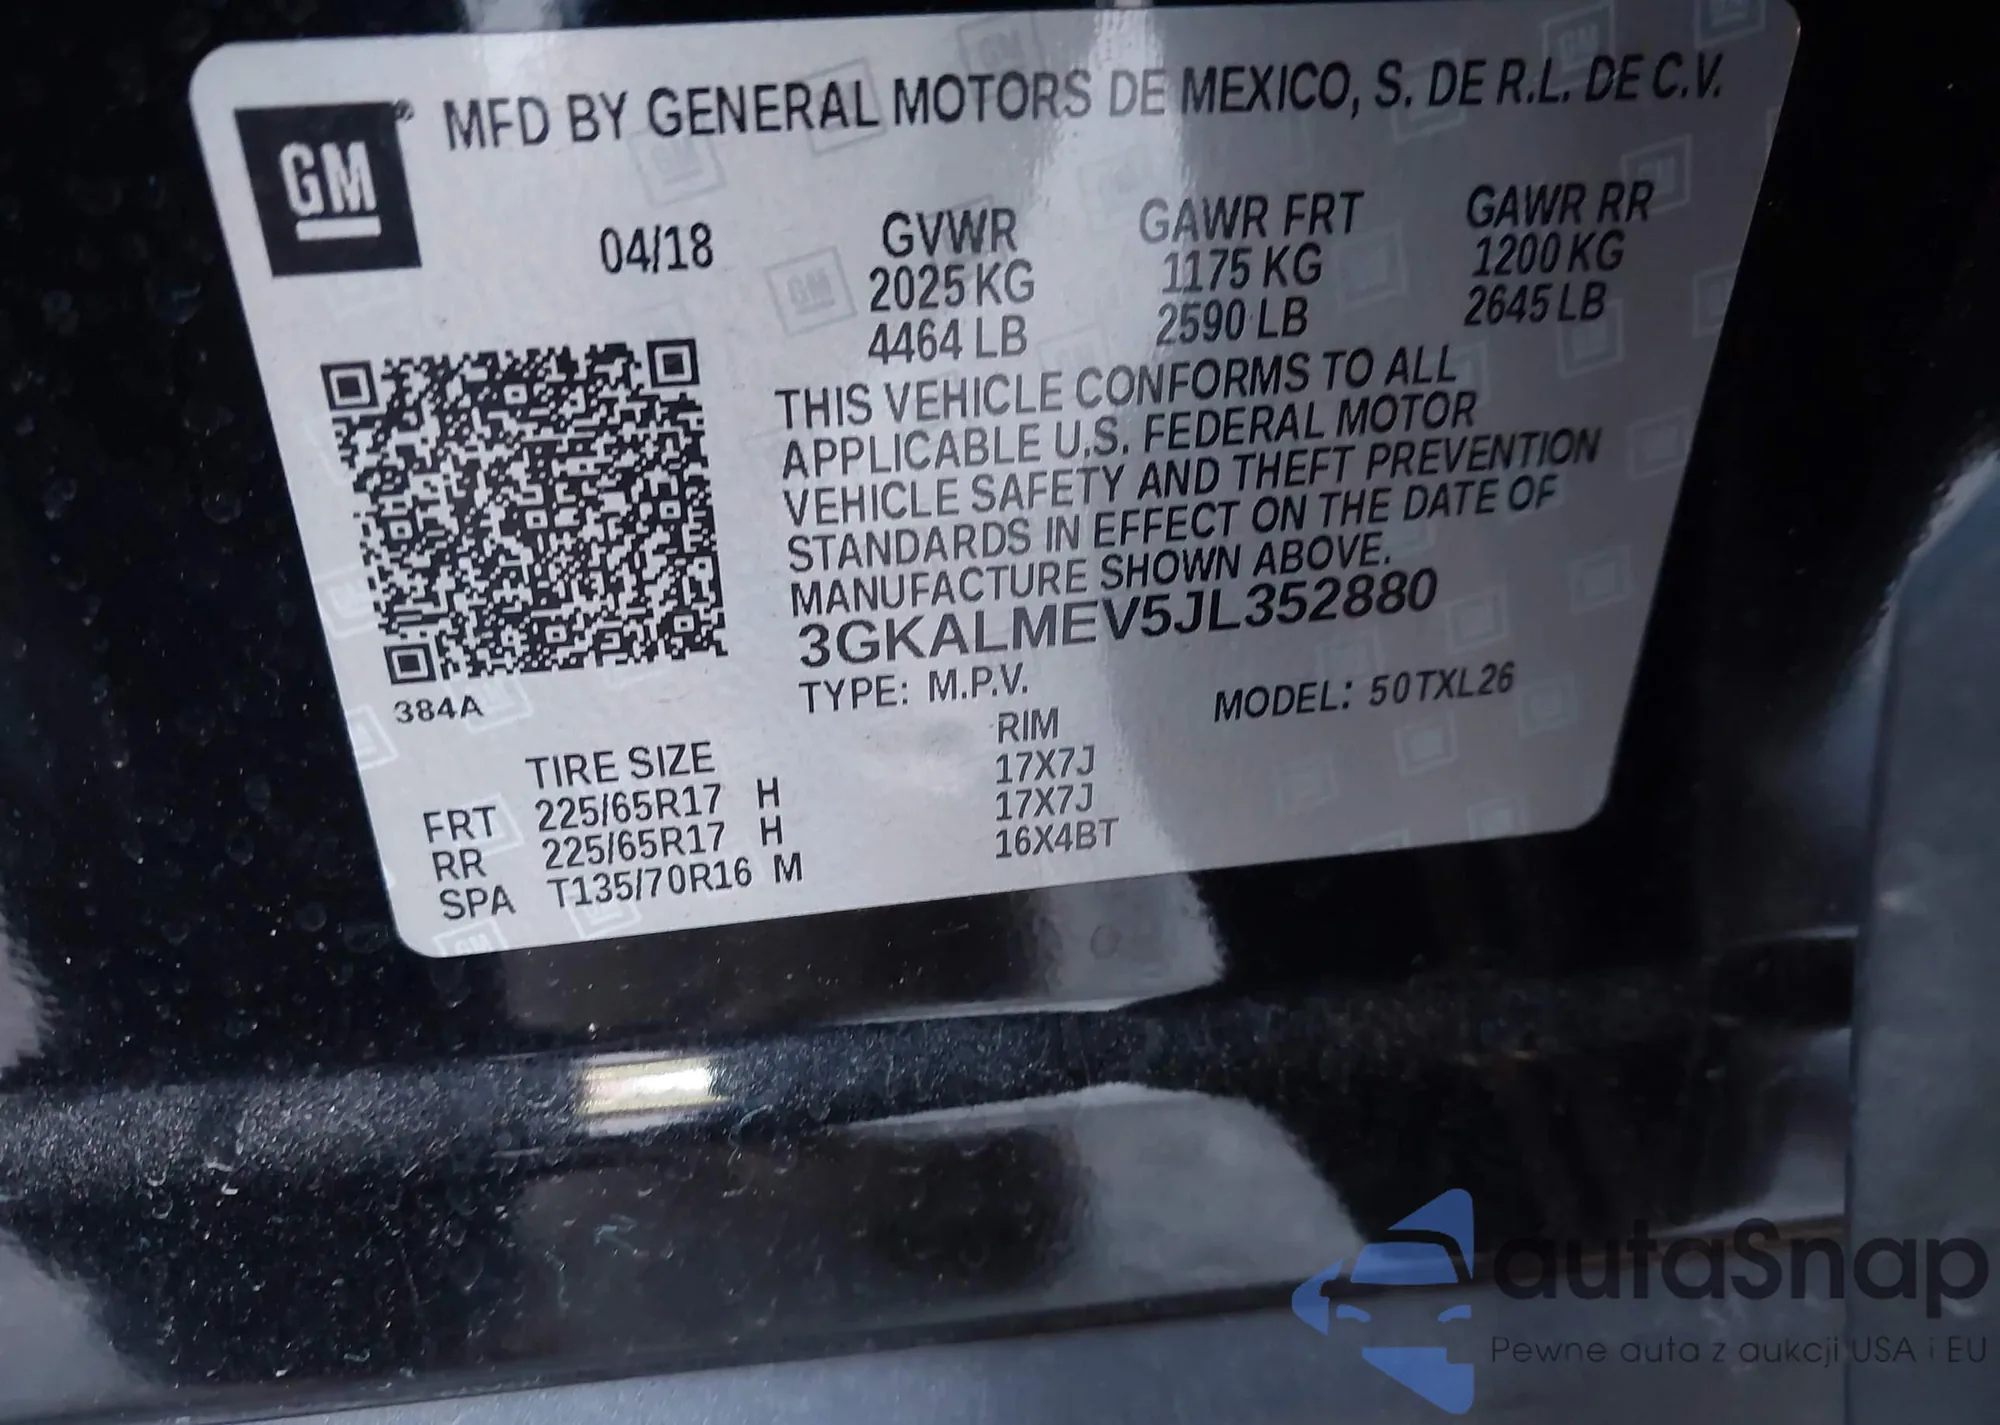 GM
MFD BY GENERAL MOTORS DE MEXICO, S. DE R.L. DE C.V.
04/18
GVWR
2025 KG
4464 LB
GAWR FRT
1175 KG
2590 LB
GAWR RR
1200 KG
2645 LB
THIS VEHICLE CONFORMS TO ALL
APPLICABLE U.S. FEDERAL MOTOR
VEHICLE SAFETY AND THEFT PREVENTION
STANDARDS IN EFFECT ON THE DATE OF
MANUFACTURE SHOWN ABOVE.
3GKALMEV5JL352880
TYPE: M.P.V. MODEL: 50TXL26
384A
TIRE SIZE RIM
FRT 225/65R17 H 17X7J
RR 225/65R17 H 17X7J
SPA T135/70R16 M 16X4BT
autaSnap
Pewne auta z aukcji USA i EU